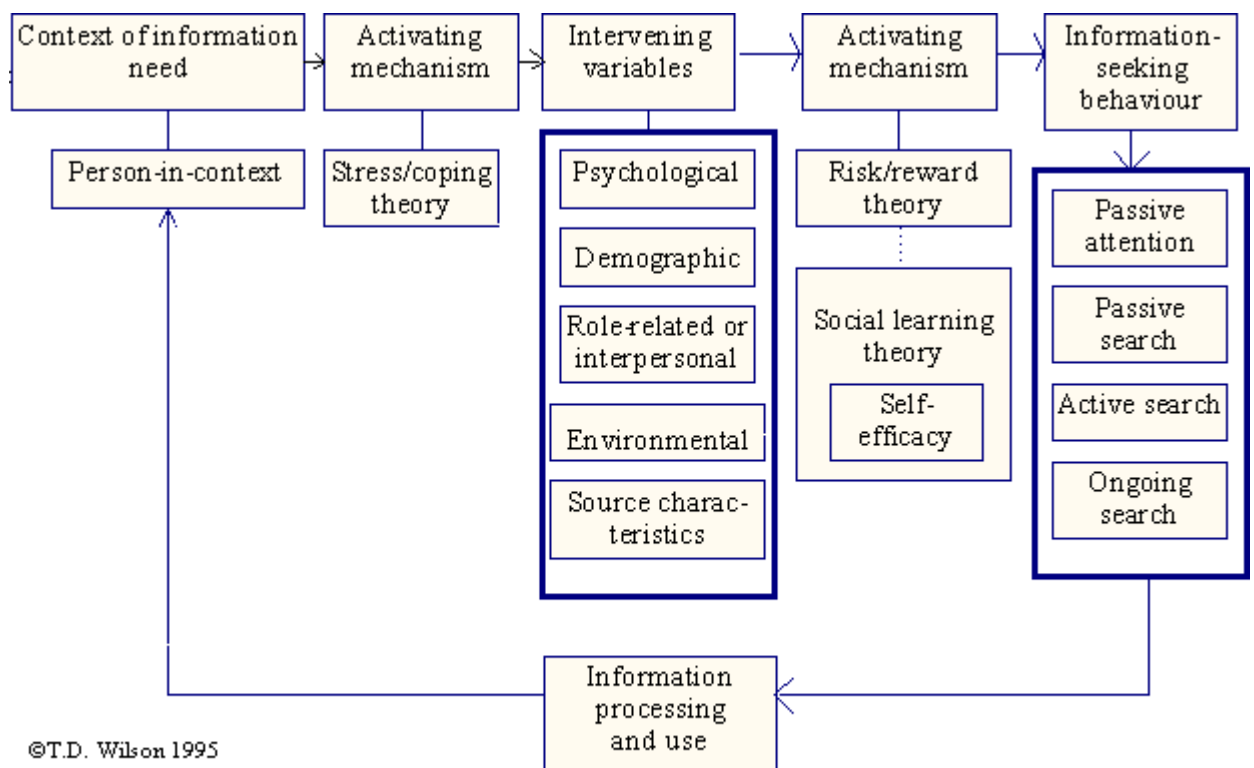 Context of information
need
Activating
mechanism
Intervening
variables
Activating
mechanism
Information-
seeking
behaviour
Person-in-context
Stress/coping
theory
Psychological
Demographic
Role-related or
interpersonal
Environmental
Source charac-
teristics
Risk/reward
theory
Social learning
theory
Self-
efficacy
Passive
attention
Passive
search
Active search
Ongoing
search
Information
processing
and use
©T.D. Wilson 1995